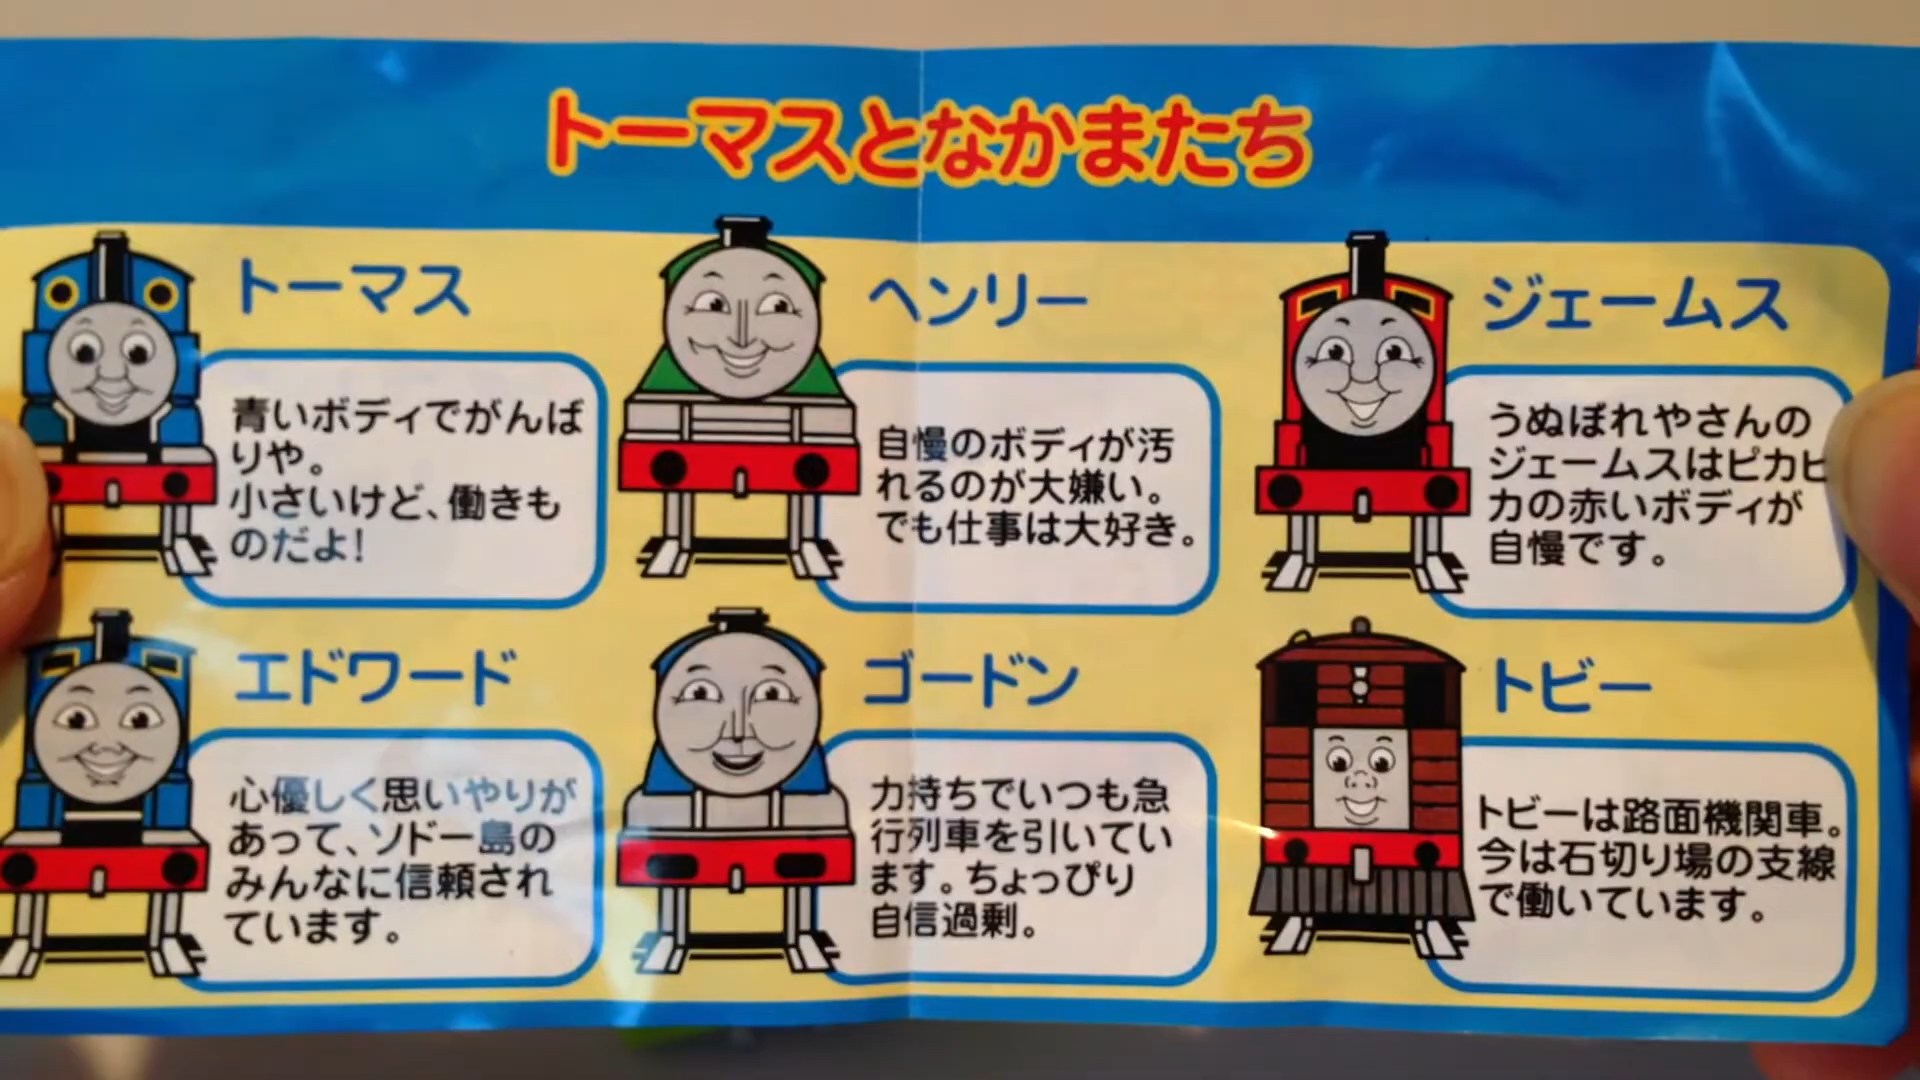 トーマスとなかまたち
トーマス
青いボディでがんば
りや。
小さいけど、働きも
のだよ!
ヘンリー
自慢のボディが汚
れるのが大嫌い。
でも仕事は大好き。
ジェームス
うぬぼれやさんの
ジェームスはピカピ
カの赤いボディが
自慢です。
エドワード
心優しく思いやりが
あって、ソドー島の
みんなに信頼され
ています。
ゴードン
力持ちでいつも急
行列車を引いてい
ます。ちょっぴり
自信過剰。
トビー
トビーは路面機関車。
今は石切り場の支線
で働いています。